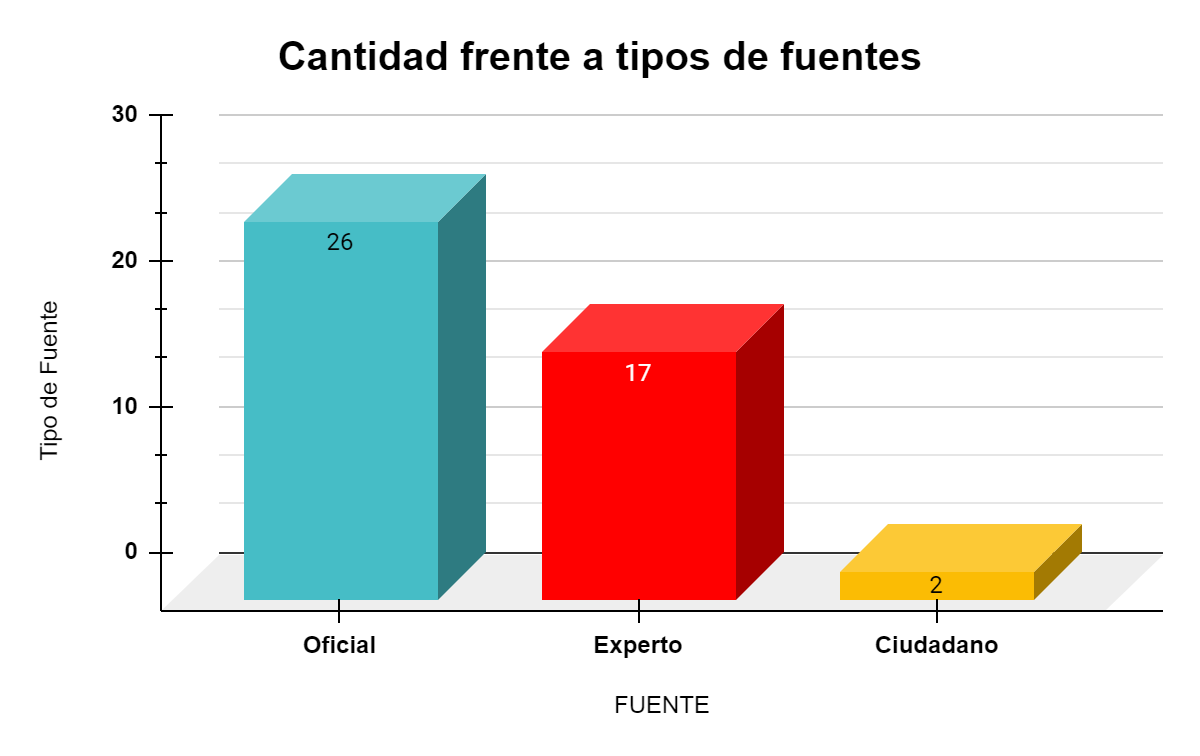 Cantidad frente a tipos de fuentes
30
20
10
0
Tipo de Fuente
26
17
2
Oficial
Experto
Ciudadano
FUENTE